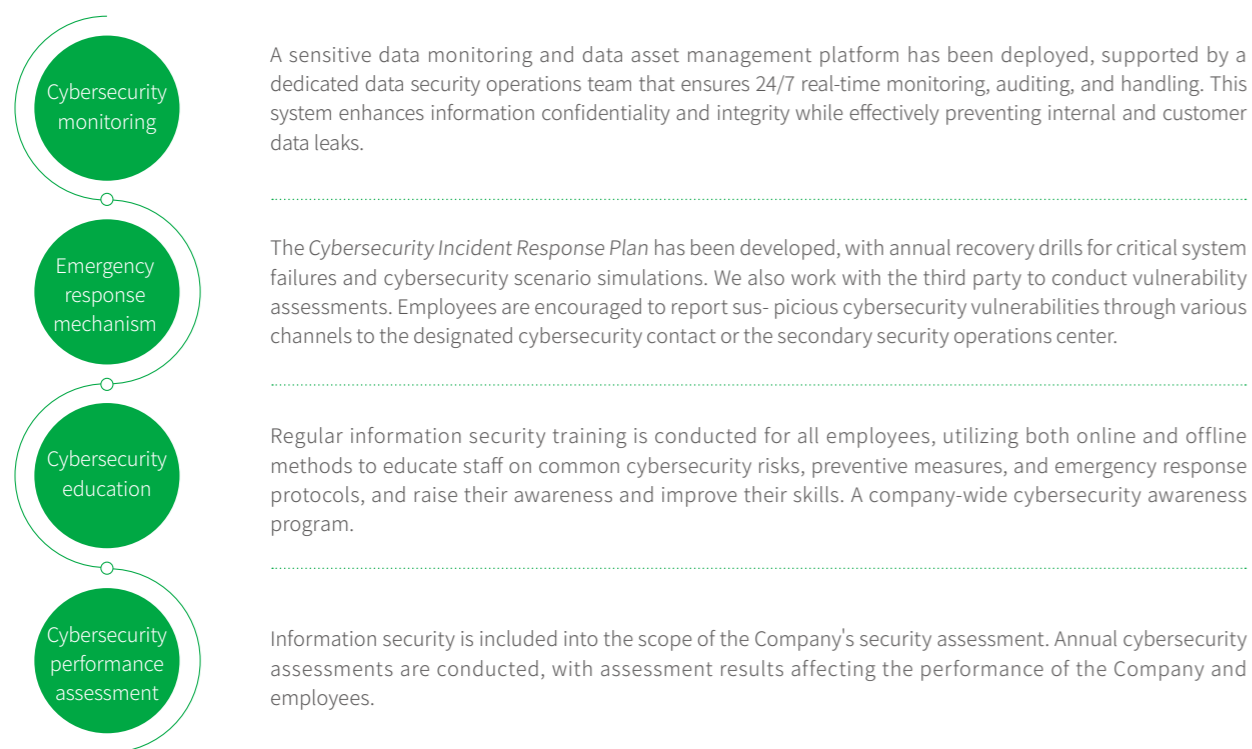 Cybersecurity
monitoring
A sensitive data monitoring and data asset management platform has been deployed, supported by a
dedicated data security operations team that ensures 24/7 real-time monitoring, auditing, and handling. This
system enhances information confidentiality and integrity while effectively preventing internal and customer
data leaks.
Emergency
response
mechanism
The Cybersecurity Incident Response Plan has been developed, with annual recovery drills for critical system
failures and cybersecurity scenario simulations. We also work with the third party to conduct vulnerability
assessments. Employees are encouraged to report sus- picious cybersecurity vulnerabilities through various
channels to the designated cybersecurity contact or the secondary security operations center.
Cybersecurity
education
Regular information security training is conducted for all employees, utilizing both online and offline
methods to educate staff on common cybersecurity risks, preventive measures, and emergency response
protocols, and raise their awareness and improve their skills. A company-wide cybersecurity awareness
program.
Cybersecurity
performance
assessment
Information security is included into the scope of the Company's security assessment. Annual cybersecurity
assessments are conducted, with assessment results affecting the performance of the Company and
employees.